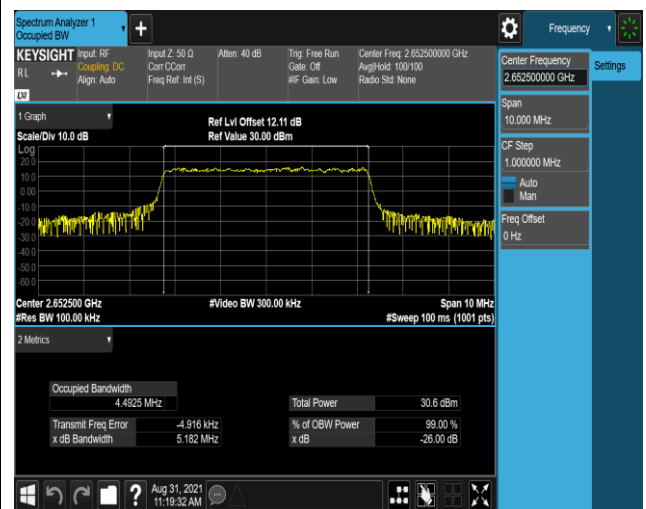 Spectrum Analyzer 1
Occupied BW
Frequency
KEYSIGHT
RL
LXI
Input: RF
Coupling: DC
Align: Auto
Input Z: 50 Ω
Corr CCorr
Freq Ref: Int (S)
Atten: 40 dB
Trig: Free Run
Gate: Off
#IF Gain: Low
Center Freq: 2.652500000 GHz
Avg|Hold: 100/100
Radio Std: None
Center Frequency
2.652500000 GHz
Settings
Span
10.000 MHz
CF Step
1.000000 MHz
Auto
Man
Freq Offset
0 Hz
1 Graph
Scale/Div 10.0 dB
Ref Lvl Offset 12.11 dB
Ref Value 30.00 dBm
Log
20.0
10.0
0.00
-10.0
-20.0
-30.0
-40.0
-50.0
-60.0
Center 2.652500 GHz
#Res BW 100.00 kHz
#Video BW 300.00 kHz
Span 10 MHz
#Sweep 100 ms (1001 pts)
2 Metrics
Occupied Bandwidth
4.4925 MHz
Total Power 30.6 dBm
Transmit Freq Error -4.916 kHz
% of OBW Power 99.00 %
x dB Bandwidth 5.182 MHz
x dB -26.00 dB
?
Aug 31, 2021
11:19:32 AM